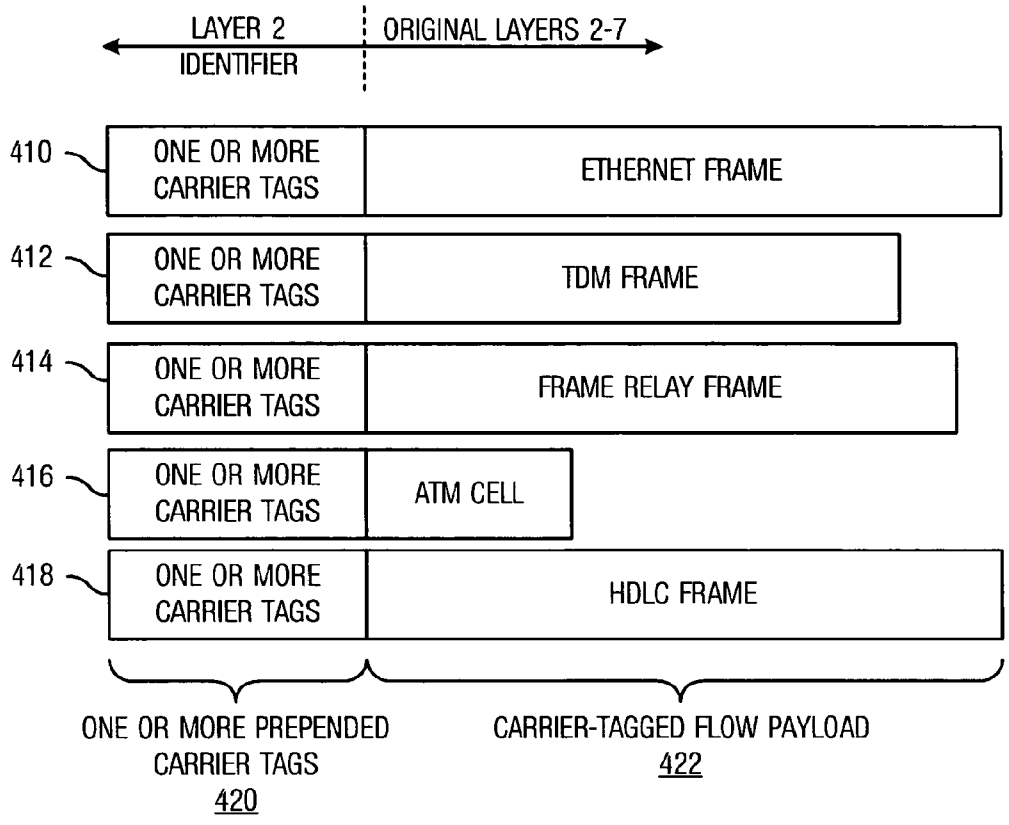 LAYER 2
IDENTIFIER
ORIGINAL LAYERS 2-7
410
ONE OR MORE
CARRIER TAGS
ETHERNET FRAME
412
ONE OR MORE
CARRIER TAGS
TDM FRAME
414
ONE OR MORE
CARRIER TAGS
FRAME RELAY FRAME
416
ONE OR MORE
CARRIER TAGS
ATM CELL
418
ONE OR MORE
CARRIER TAGS
HDLC FRAME
ONE OR MORE PREPENDED
CARRIER TAGS
420
CARRIER-TAGGED FLOW PAYLOAD
422